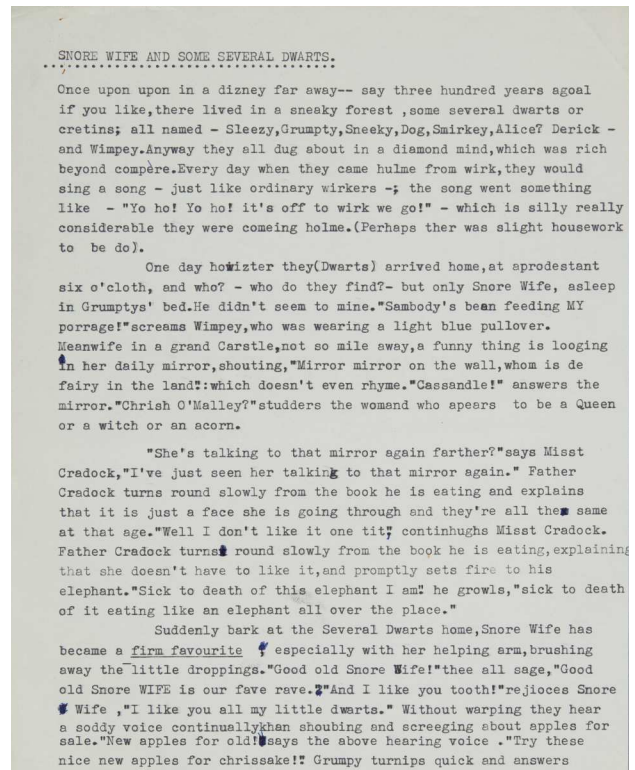 SNORE WIFE AND SOME SEVERAL DWARTS.
Once upon upon in a dizney far away-- say three hundred years agoal
if you like,there lived in a sneaky forest ,some several dwarts or
cretins; all named - Sleezy,Grumpty,Sneeky,Dog,Smirkey,Alice? Derick -
and Wimpey.Anyway they all dug about in a diamond mind,which was rich
beyond compère.Every day when they came hulme from wirk,they would
sing a song - just like ordinary wirkers -; the song went something
like - "Yo ho! Yo ho! it's off to wirk we go!" - which is silly really
considerable they were comeing holme.(Perhaps ther was slight housework
to be do).
One day howizter they(Dwarts) arrived home,at aprodestant
six o'cloth, and who? - who do they find?- but only Snore Wife, asleep
in Grumptys' bed.He didn't seem to mine."Sambody's bean feeding MY
porrage!"screams Wimpey,who was wearing a light blue pullover.
Meanwife in a grand Carstle,not so mile away,a funny thing is looging
in her daily mirror,shouting,"Mirror mirror on the wall,whom is de
fairy in the land":which doesn't even rhyme."Cassandle!" answers the
mirror."Chrish O'Malley?"studders the womand who apears to be a Queen
or a witch or an acorn.
"She's talking to that mirror again farther?"says Misst
Cradock,"I've just seen her talking to that mirror again." Father
Cradock turns round slowly from the book he is eating and explains
that it is just a face she is going through and they're all the same
at that age."Well I don't like it one tit", continhughs Misst Cradock.
Father Cradock turns round slowly from the book he is eating,explaining
that she doesn't have to like it,and promptly sets fire to his
elephant."Sick to death of this elephant I am" he growls,"sick to death
of it eating like an elephant all over the place."
Suddenly bark at the Several Dwarts home,Snore Wife has
became a firm favourite , especially with her helping arm,brushing
away the little droppings."Good old Snore Wife!"thee all sage,"Good
old Snore WIFE is our fave rave."And I like you tooth!"rejioces Snore
Wife ,"I like you all my little dwarts." Without warping they hear
a soddy voice continuallykhan shoubing and screeging about apples for
sale."New apples for old!"says the above hearing voice ."Try these
nice new apples for chrissake!" Grumpy turnips quick and answers